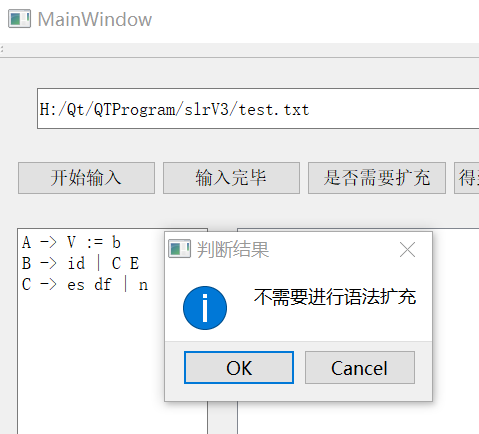 MainWindow
H:/Qt/QTProgram/slrV3/test.txt
开始输入
输入完毕
是否需要扩充
得
A -> V := b
B -> id | C E
C -> es df | n
判断结果
不需要进行语法扩充
OK
Cancel